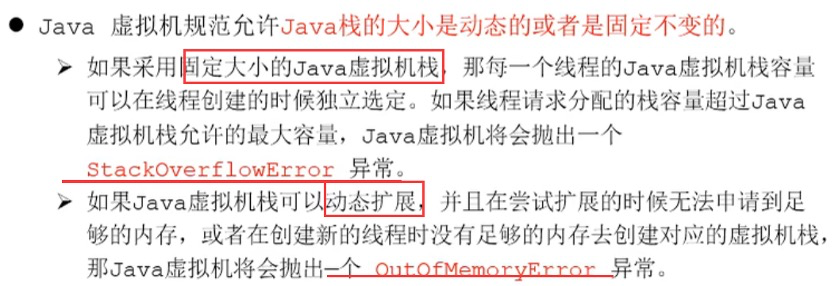 ● Java 虚拟机规范允许Java栈的大小是动态的或者是固定不变的。
➢ 如果采用固定大小的Java虚拟机栈，那每一个线程的Java虚拟机栈容量
可以在线程创建的时候独立选定。如果线程请求分配的栈容量超过Java
虚拟机栈允许的最大容量，Java虚拟机将会抛出一个
StackOverflowError 异常。
➢ 如果Java虚拟机栈可以动态扩展，并且在尝试扩展的时候无法申请到足
够的内存，或者在创建新的线程时没有足够的内存去创建对应的虚拟机栈，
那Java虚拟机将会抛出一个 OutOfMemoryError 异常。